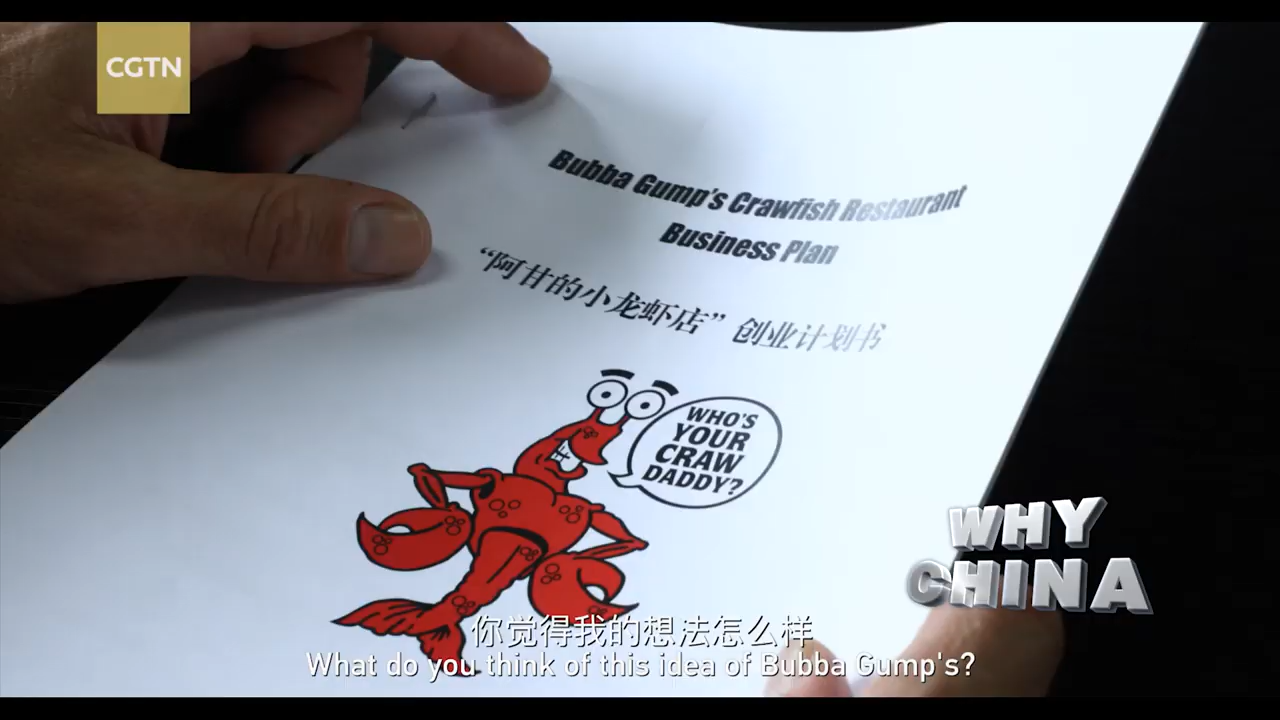 CGTN
Bubba Gump's Crawfish Restaurant
Business Plan
“阿甘的小龙虾店”创业计划书
WHO'S
YOUR
CRAW
DADDY?
WHY
CHINA
你觉得我的想法怎么样
What do you think of this idea of Bubba Gump's?